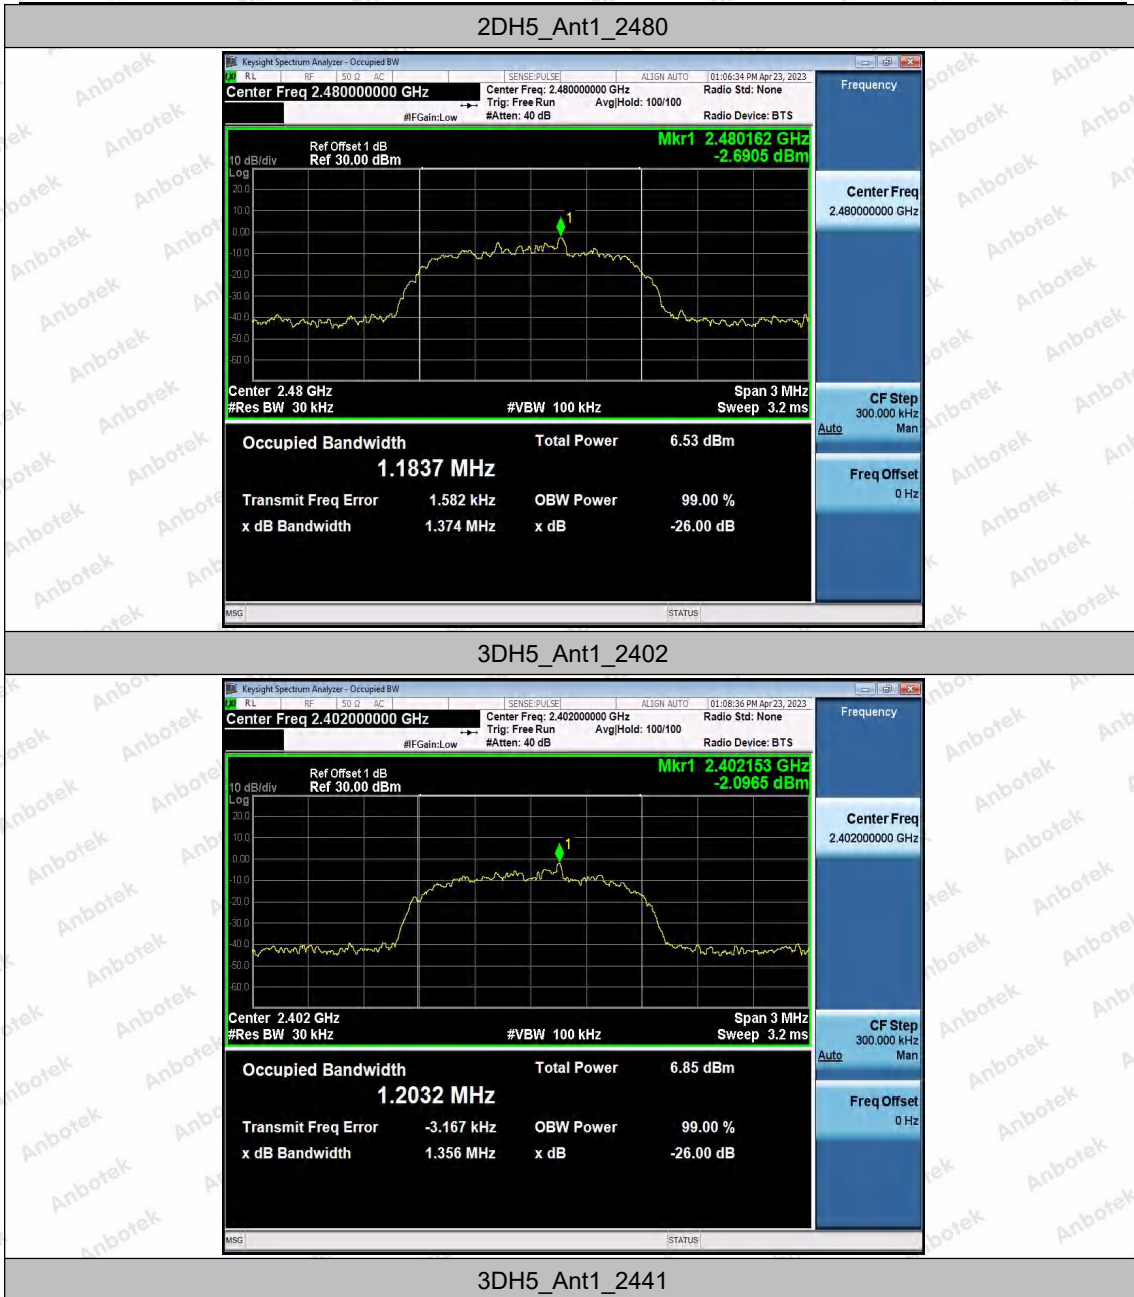 2DH5_Ant1_2480
Keysight Spectrum Analyzer - Occupied BW
RL RF 50 Ω AC SENSE:PULSE ALIGN AUTO 01:06:34 PM Apr 23, 2023
Center Freq 2.480000000 GHz
Center Freq: 2.480000000 GHz Radio Std: None
Trig: Free Run Avg|Hold: 100/100
#IFGain:Low #Atten: 40 dB Radio Device: BTS
Frequency
Mkr1 2.480162 GHz
-2.6905 dBm
Ref Offset 1 dB
10 dB/div Ref 30.00 dBm
Log
20.0
10.0
0.00
-10.0
-20.0
-30.0
-40.0
-50.0
-60.0
1
Center 2.48 GHz Span 3 MHz
#Res BW 30 kHz #VBW 100 kHz Sweep 3.2 ms
Center Freq
2.480000000 GHz
CF Step
300.000 kHz
Auto Man
Freq Offset
0 Hz
Occupied Bandwidth Total Power 6.53 dBm
1.1837 MHz
Transmit Freq Error 1.582 kHz OBW Power 99.00 %
x dB Bandwidth 1.374 MHz x dB -26.00 dB
MSG STATUS
3DH5_Ant1_2402
Keysight Spectrum Analyzer - Occupied BW
RL RF 50 Ω AC SENSE:PULSE ALIGN AUTO 01:08:36 PM Apr 23, 2023
Center Freq 2.402000000 GHz
Center Freq: 2.402000000 GHz Radio Std: None
Trig: Free Run Avg|Hold: 100/100
#IFGain:Low #Atten: 40 dB Radio Device: BTS
Frequency
Mkr1 2.402153 GHz
-2.0965 dBm
Ref Offset 1 dB
10 dB/div Ref 30.00 dBm
Log
20.0
10.0
0.00
-10.0
-20.0
-30.0
-40.0
-50.0
-60.0
1
Center 2.402 GHz Span 3 MHz
#Res BW 30 kHz #VBW 100 kHz Sweep 3.2 ms
Center Freq
2.402000000 GHz
CF Step
300.000 kHz
Auto Man
Freq Offset
0 Hz
Occupied Bandwidth Total Power 6.85 dBm
1.2032 MHz
Transmit Freq Error -3.167 kHz OBW Power 99.00 %
x dB Bandwidth 1.356 MHz x dB -26.00 dB
MSG STATUS
3DH5_Ant1_2441